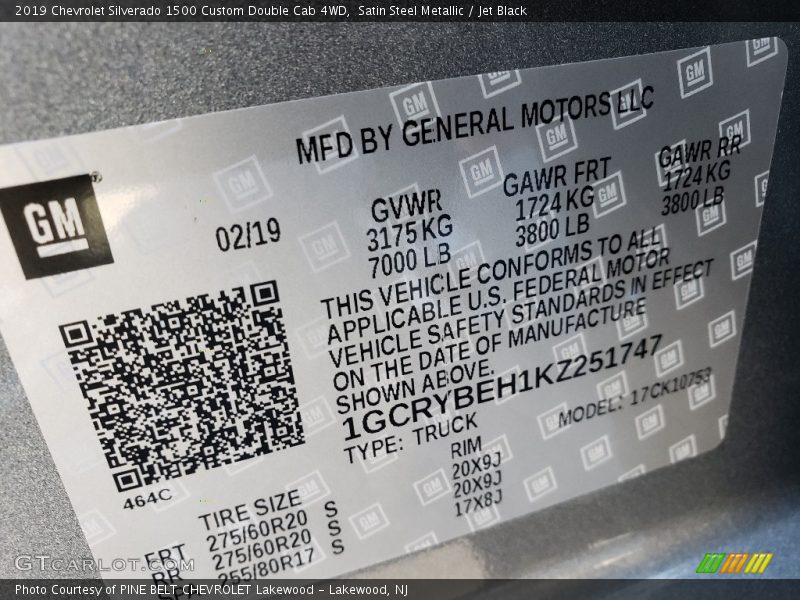 2019 Chevrolet Silverado 1500 Custom Double Cab 4WD, Satin Steel Metallic / Jet Black
MFD BY GENERAL MOTORS LLC
GM
02/19
GVWR
3175 KG
7000 LB
GAWR FRT
1724 KG
3800 LB
GAWR RR
1724 KG
3800 LB
THIS VEHICLE CONFORMS TO ALL
APPLICABLE U.S. FEDERAL MOTOR
VEHICLE SAFETY STANDARDS IN EFFECT
ON THE DATE OF MANUFACTURE
SHOWN ABOVE.
1GCRYBEH1KZ251747
TYPE: TRUCK
MODEL: 17CK10753
464C
TIRE SIZE
RIM
FRT 275/60R20 S 20X9J
RR 275/60R20 S 20X9J
255/80R17 S 17X8J
GTCarLot.com
Photo Courtesy of PINE BELT CHEVROLET Lakewood – Lakewood, NJ